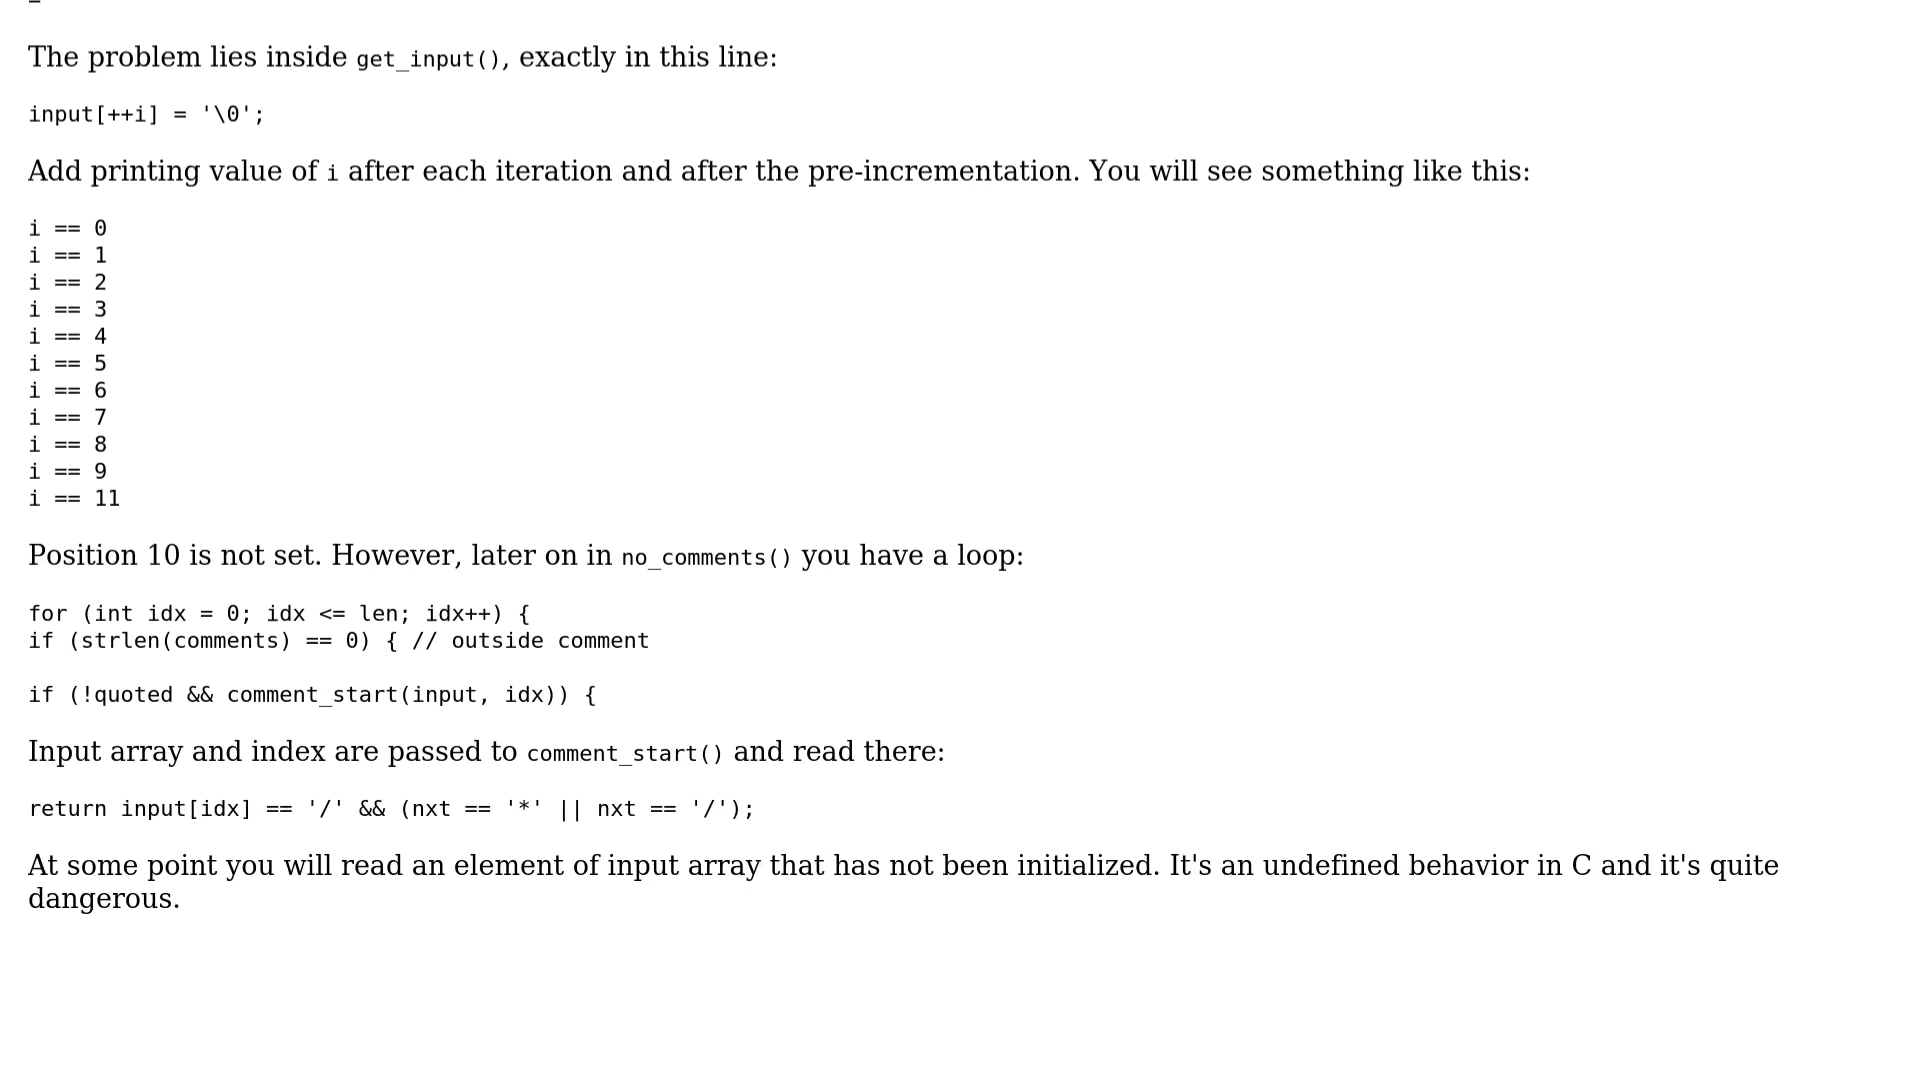 The problem lies inside get_input(), exactly in this line:
input[++i] = '\0';
Add printing value of i after each iteration and after the pre-incrementation. You will see something like this:
i == 0
i == 1
i == 2
i == 3
i == 4
i == 5
i == 6
i == 7
i == 8
i == 9
i == 11
Position 10 is not set. However, later on in no_comments() you have a loop:
for (int idx = 0; idx <= len; idx++) {
if (strlen(comments) == 0) { // outside comment
if (!quoted && comment_start(input, idx)) {
Input array and index are passed to comment_start() and read there:
return input[idx] == '/' && (nxt == '*' || nxt == '/');
At some point you will read an element of input array that has not been initialized. It's an undefined behavior in C and it's quite
dangerous.